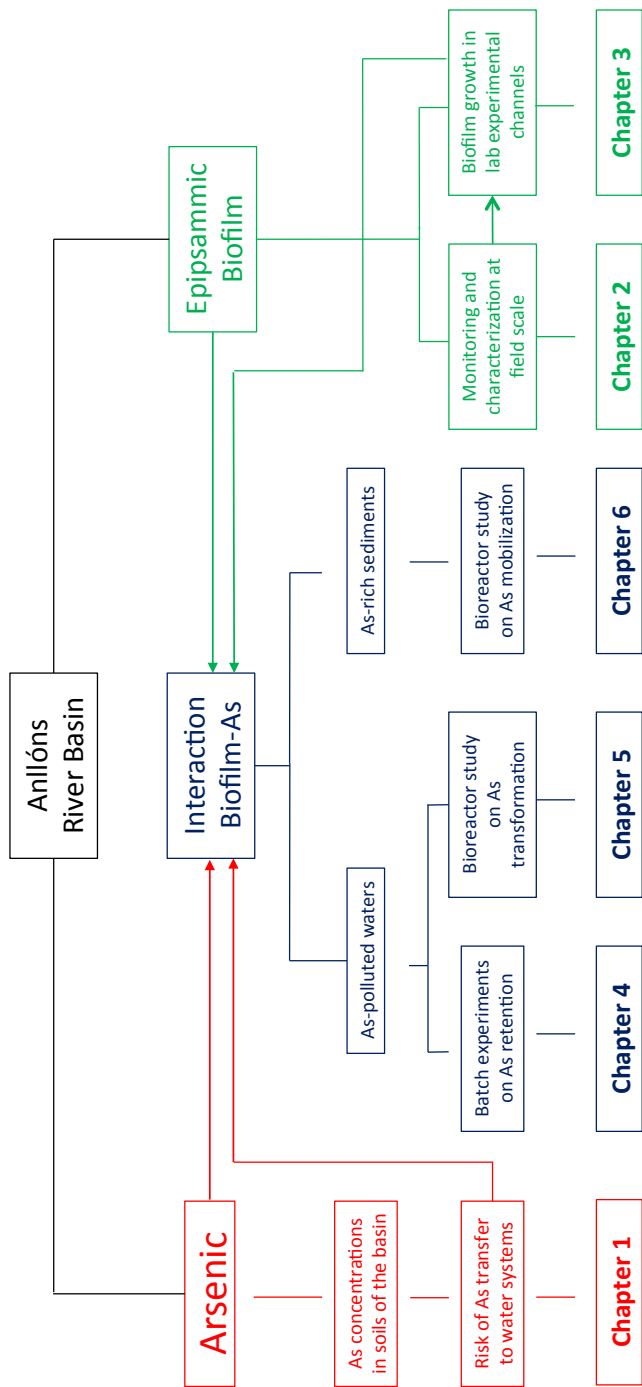 Anllóns
River Basin
Arsenic
Interaction
Biofilm-As
Epipsammic
Biofilm
As concentrations
in soils of the basin
As-polluted waters
As-rich sediments
Risk of As transfer
to water systems
Batch experiments
on As retention
Bioreactor study
on As
transformation
Bioreactor study
on As mobilization
Monitoring and
characterization at
field scale
Biofilm growth in
lab experimental
channels
Chapter 1
Chapter 4
Chapter 5
Chapter 6
Chapter 2
Chapter 3